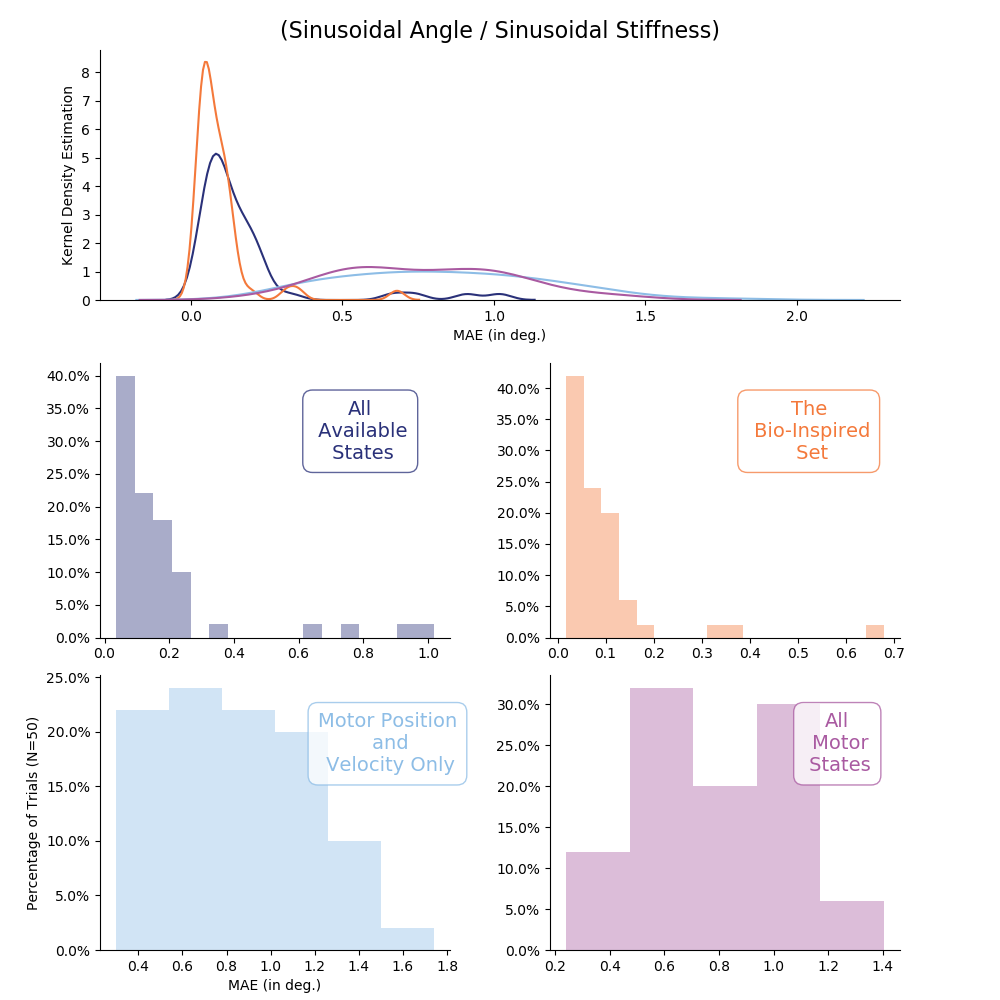 (Sinusoidal Angle / Sinusoidal Stiffness)
Kernel Density Estimation
8
7
6
5
4
3
2
1
0
0.0 0.5 1.0 1.5 2.0
MAE (in deg.)
40.0%
35.0%
30.0%
25.0%
20.0%
15.0%
10.0%
5.0%
0.0%
All
Available
States
0.0 0.2 0.4 0.6 0.8 1.0
40.0%
35.0%
30.0%
25.0%
20.0%
15.0%
10.0%
5.0%
0.0%
The
Bio-Inspired
Set
0.0 0.1 0.2 0.3 0.4 0.5 0.6 0.7
Percentage of Trials (N=50)
25.0%
20.0%
15.0%
10.0%
5.0%
0.0%
Motor Position
and
Velocity Only
0.4 0.6 0.8 1.0 1.2 1.4 1.6 1.8
MAE (in deg.)
30.0%
25.0%
20.0%
15.0%
10.0%
5.0%
0.0%
All
Motor
States
0.2 0.4 0.6 0.8 1.0 1.2 1.4